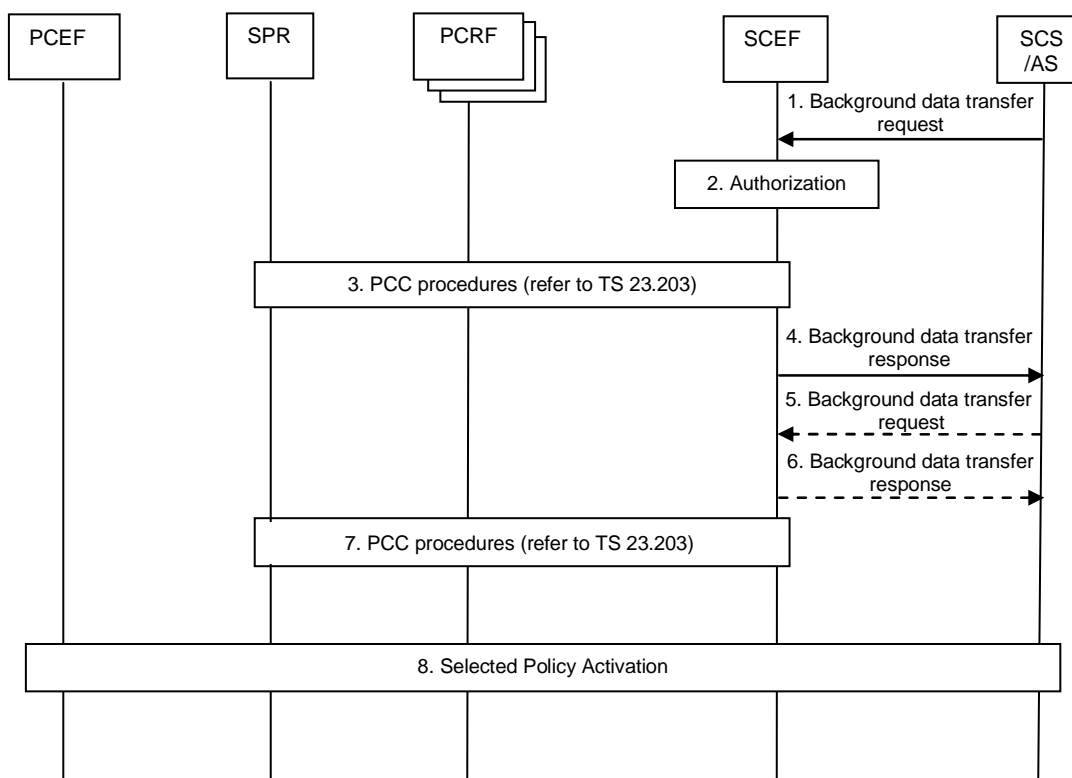 PCEF
SPR
PCRF
SCEF
SCS
/AS
1. Background data transfer
request
2. Authorization
3. PCC procedures (refer to TS 23.203)
4. Background data transfer
response
5. Background data transfer
request
6. Background data transfer
response
7. PCC procedures (refer to TS 23.203)
8. Selected Policy Activation